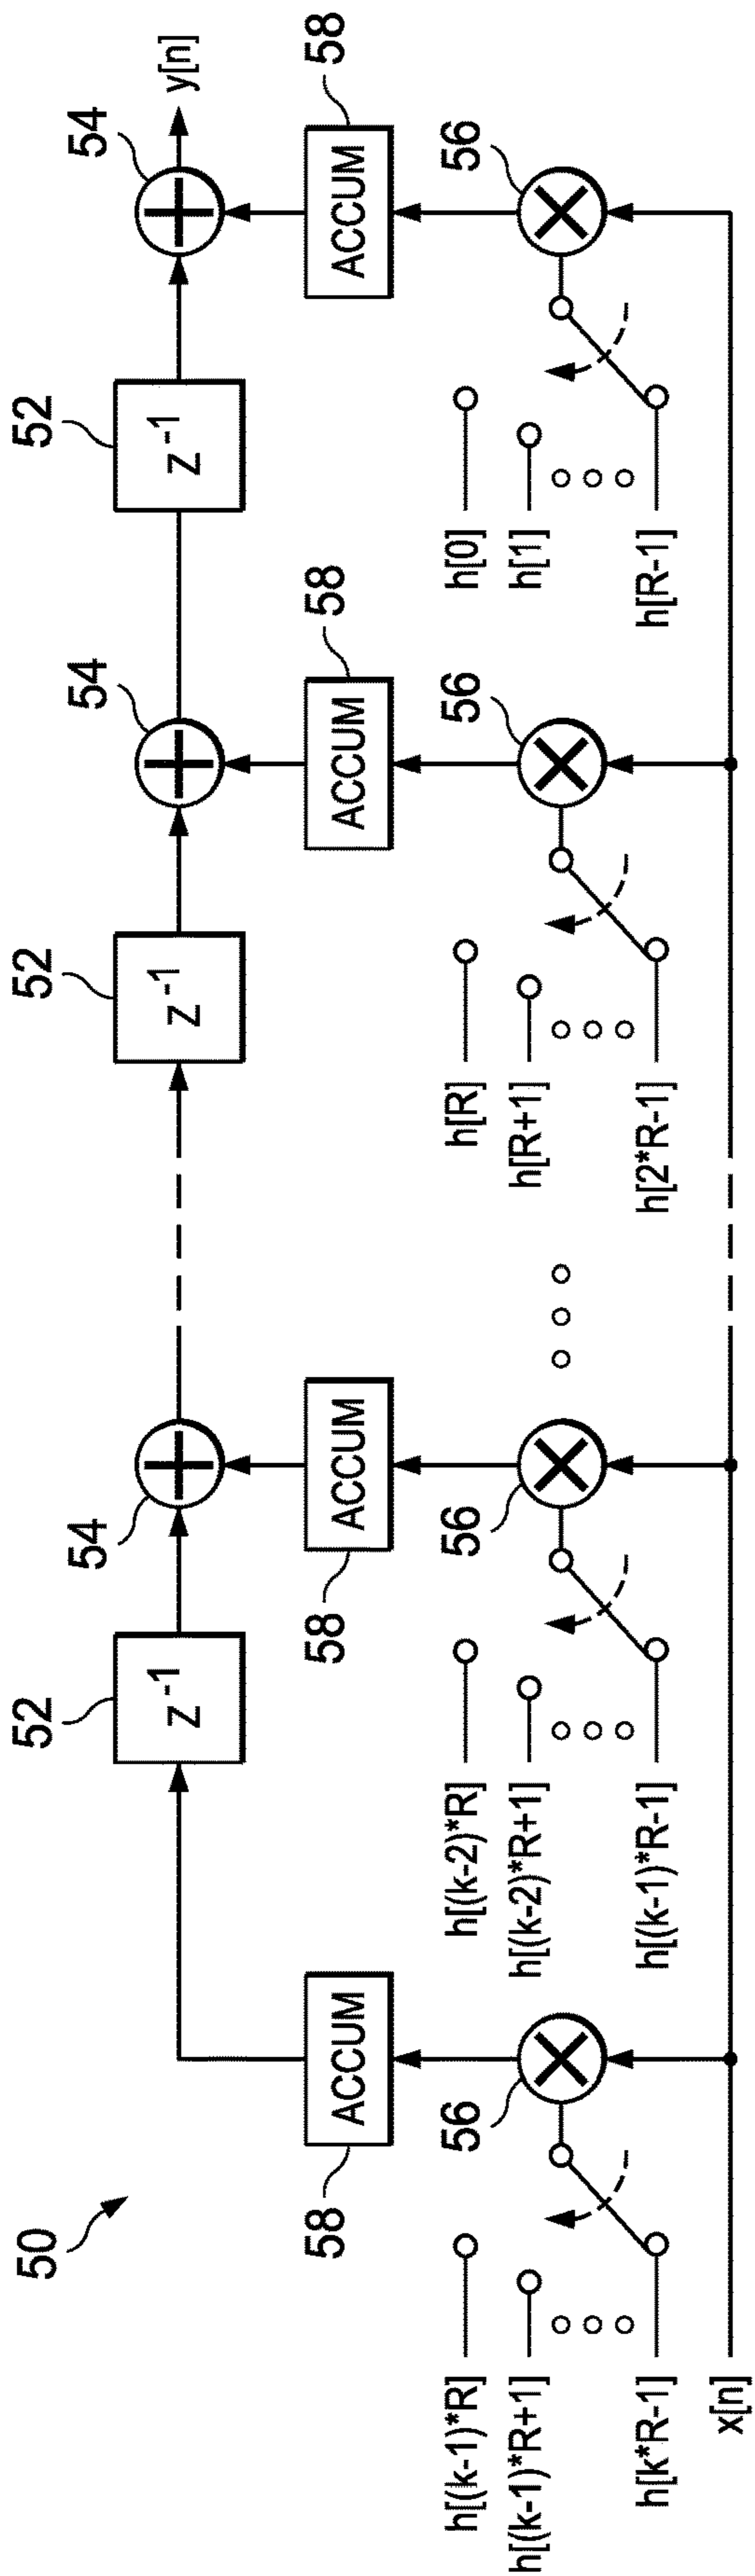 50
52
54
52
54
52
54
y[n]
z⁻¹
z⁻¹
z⁻¹
58
ACCUM
58
ACCUM
58
ACCUM
58
ACCUM
56
56
56
56
h[(k-1)*R]
h[(k-1)*R+1]
h[k*R-1]
h[(k-2)*R]
h[(k-2)*R+1]
h[(k-1)*R-1]
h[R]
h[R+1]
h[2*R-1]
h[0]
h[1]
h[R-1]
x[n]